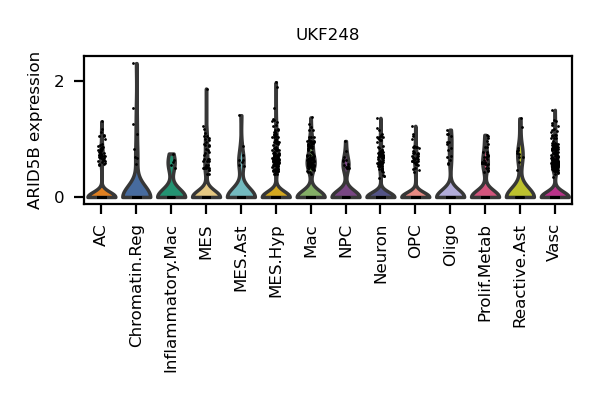 UKF248
ARID5B expression
2
0
AC
Chromatin.Reg
Inflammatory.Mac
MES
MES.Ast
MES.Hyp
Mac
NPC
Neuron
OPC
Oligo
Prolif.Metab
Reactive.Ast
Vasc